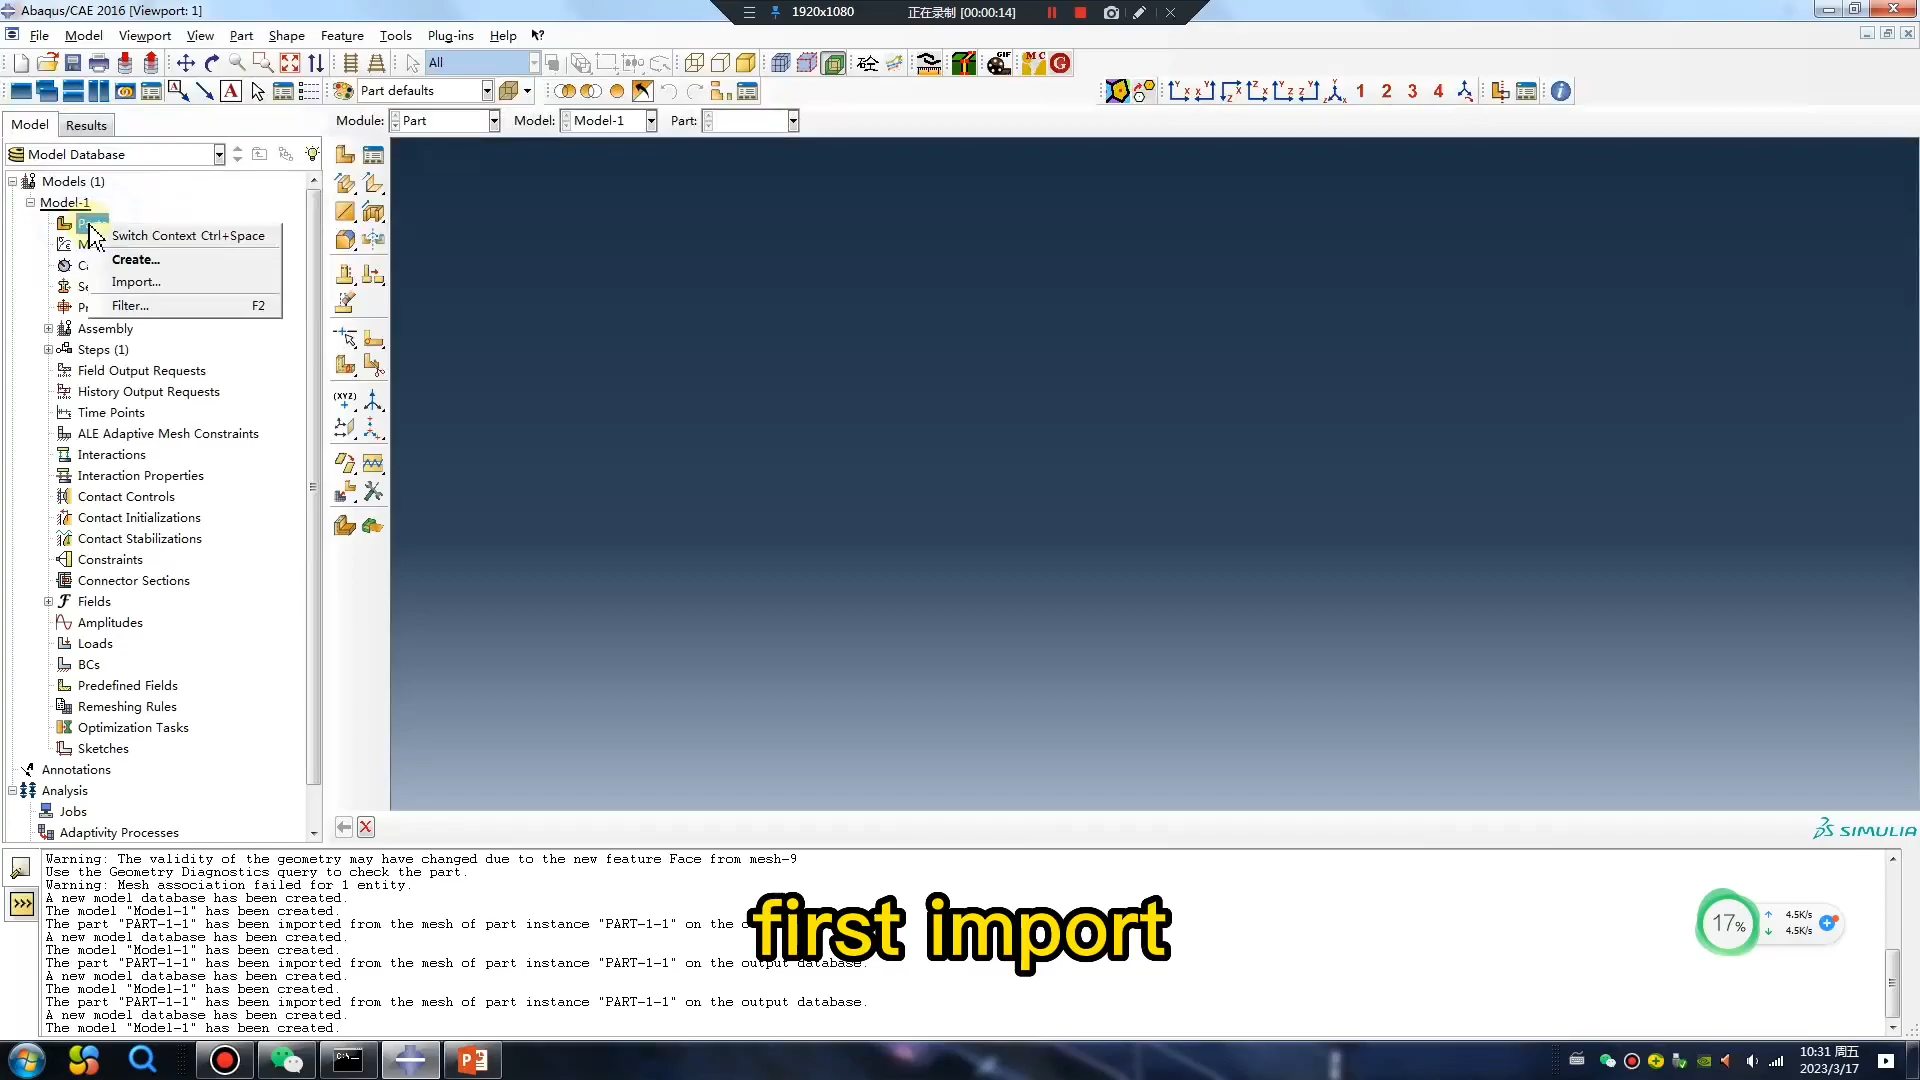 Abaqus/CAE 2016 [Viewport: 1]
1920x1080
正在录制 [00:00:14]
File Model Viewport View Part Shape Feature Tools Plug-ins Help
All
GIF
M C
G
砼
Part defaults
1 2 3 4
Model Results
Module: Part Model: Model-1 Part:
Model Database
Models (1)
Model-1
Switch Context Ctrl+Space
Create...
Import...
Filter... F2
Assembly
Steps (1)
Field Output Requests
History Output Requests
Time Points
ALE Adaptive Mesh Constraints
Interactions
Interaction Properties
Contact Controls
Contact Initializations
Contact Stabilizations
Constraints
Connector Sections
Fields
Amplitudes
Loads
BCs
Predefined Fields
Remeshing Rules
Optimization Tasks
Sketches
Annotations
Analysis
Jobs
Adaptivity Processes
(XYZ)
SIMULIA
Warning: The validity of the geometry may have changed due to the new feature Face from mesh-9
Use the Geometry Diagnostics query to check the part.
Warning: Mesh association failed for 1 entity.
A new model database has been created.
The model "Model-1" has been created.
The part "PART-1-1" has been imported from the mesh of part instance "PART-1-1" on the
A new model database has been created.
The model "Model-1" has been created.
The part "PART-1-1" has been imported from the mesh of part instance "PART-1-1" on the output database.
A new model database has been created.
The model "Model-1" has been created.
The part "PART-1-1" has been imported from the mesh of part instance "PART-1-1" on the output database.
A new model database has been created.
The model "Model-1" has been created.
first import
17%
4.5K/s
4.5K/s
10:31 周五
2023/3/17